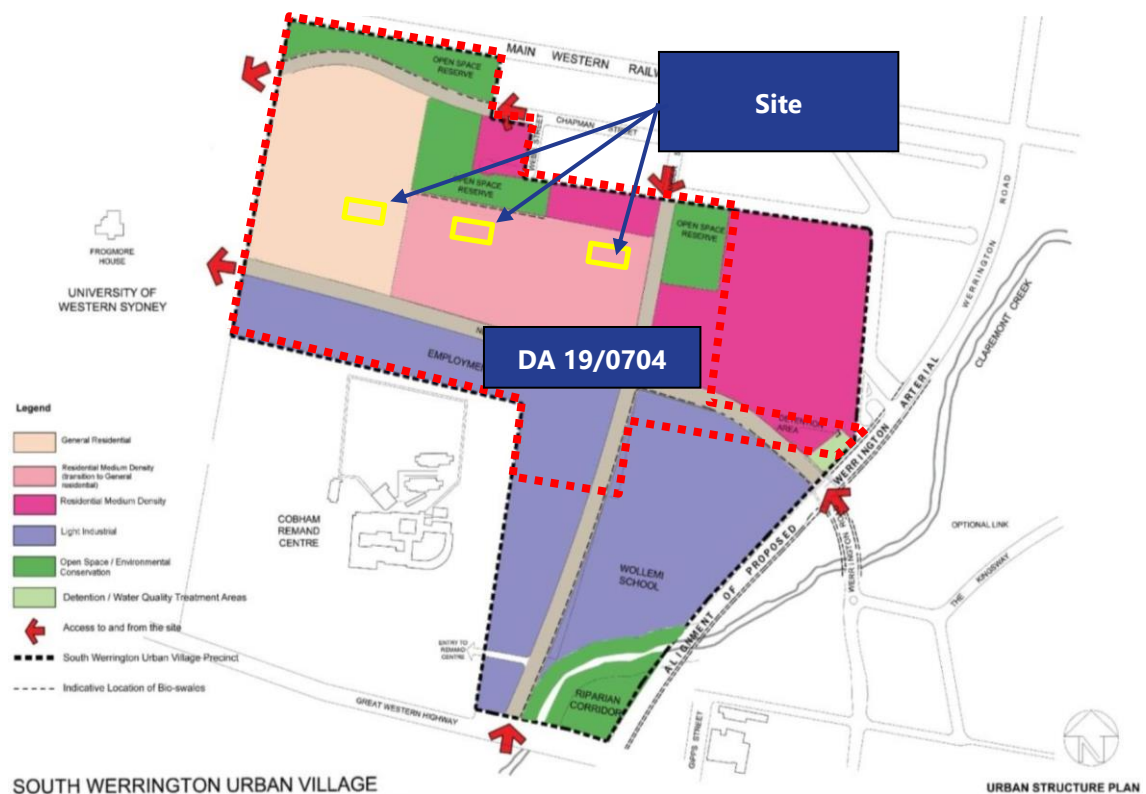 MAIN WESTERN
OPEN SPACE
RESERVE
Site
CHAPMAN STREET
STREET
OPEN SPACE
RESERVE
OPEN SPACE
RESERVE
WERRINGTON ROAD
CLAREMONT CREEK
FROGMORE
HOUSE
UNIVERSITY OF
WESTERN SYDNEY
DA 19/0704
DETENTION
AREA
WERRINGTON ARTERIAL
ALIGNMENT OF PROPOSED
Legend
General Residential
Residential Medium Density
(transition to General
residential)
Residential Medium Density
Light Industrial
Open Space / Environmental
Conservation
Detention / Water Quality Treatment Areas
Access to and from the site
South Werrington Urban Village Precinct
Indicative Location of Bio-swales
COBHAM
REMAND
CENTRE
WOLLEMI
SCHOOL
OPTIONAL LINK
THE KINGSWAY
WERRINGTON
ENTRY TO
REMAND
CENTRE
RIPARIAN
CORRIDOR
GREAT WESTERN HIGHWAY
GIPPS STREET
N
SOUTH WERRINGTON URBAN VILLAGE
URBAN STRUCTURE PLAN